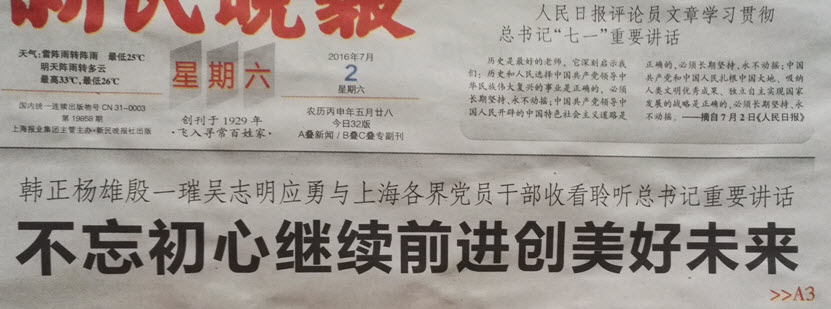 新民晚报
天气:雷阵雨转阵雨 最低25℃
明天阵雨转多云
最高33℃,最低26℃
国内统一连续出版物号 CN 31-0003
第 19858 期
上海报业集团主管主办·新民晚报社出版
星期六
创刊于 1929 年
·飞入寻常百姓家·
2016年7月
2
星期六
农历丙申年五月廿八
今日32版
A叠新闻 / B叠C叠专副刊
人民日报评论员文章学习贯彻
总书记“七一”重要讲话
历史是最好的老师。它深刻启示我
们:历史和人民选择中国共产党领导中
华民族伟大复兴的事业是正确的,必须
长期坚持、永不动摇;中国共产党领导中
国人民开辟的中国特色社会主义道路是
正确的,必须长期坚持、永不动摇;中国
共产党和中国人民扎根中国大地、吸纳
人类文明优秀成果、独立自主实现国家
发展的战略是正确的,必须长期坚持、永
不动摇。——摘自7月2日《人民日报》
韩正杨雄殷一璀吴志明应勇与上海各界党员干部收看聆听总书记重要讲话
不忘初心继续前进创美好未来
>>A3